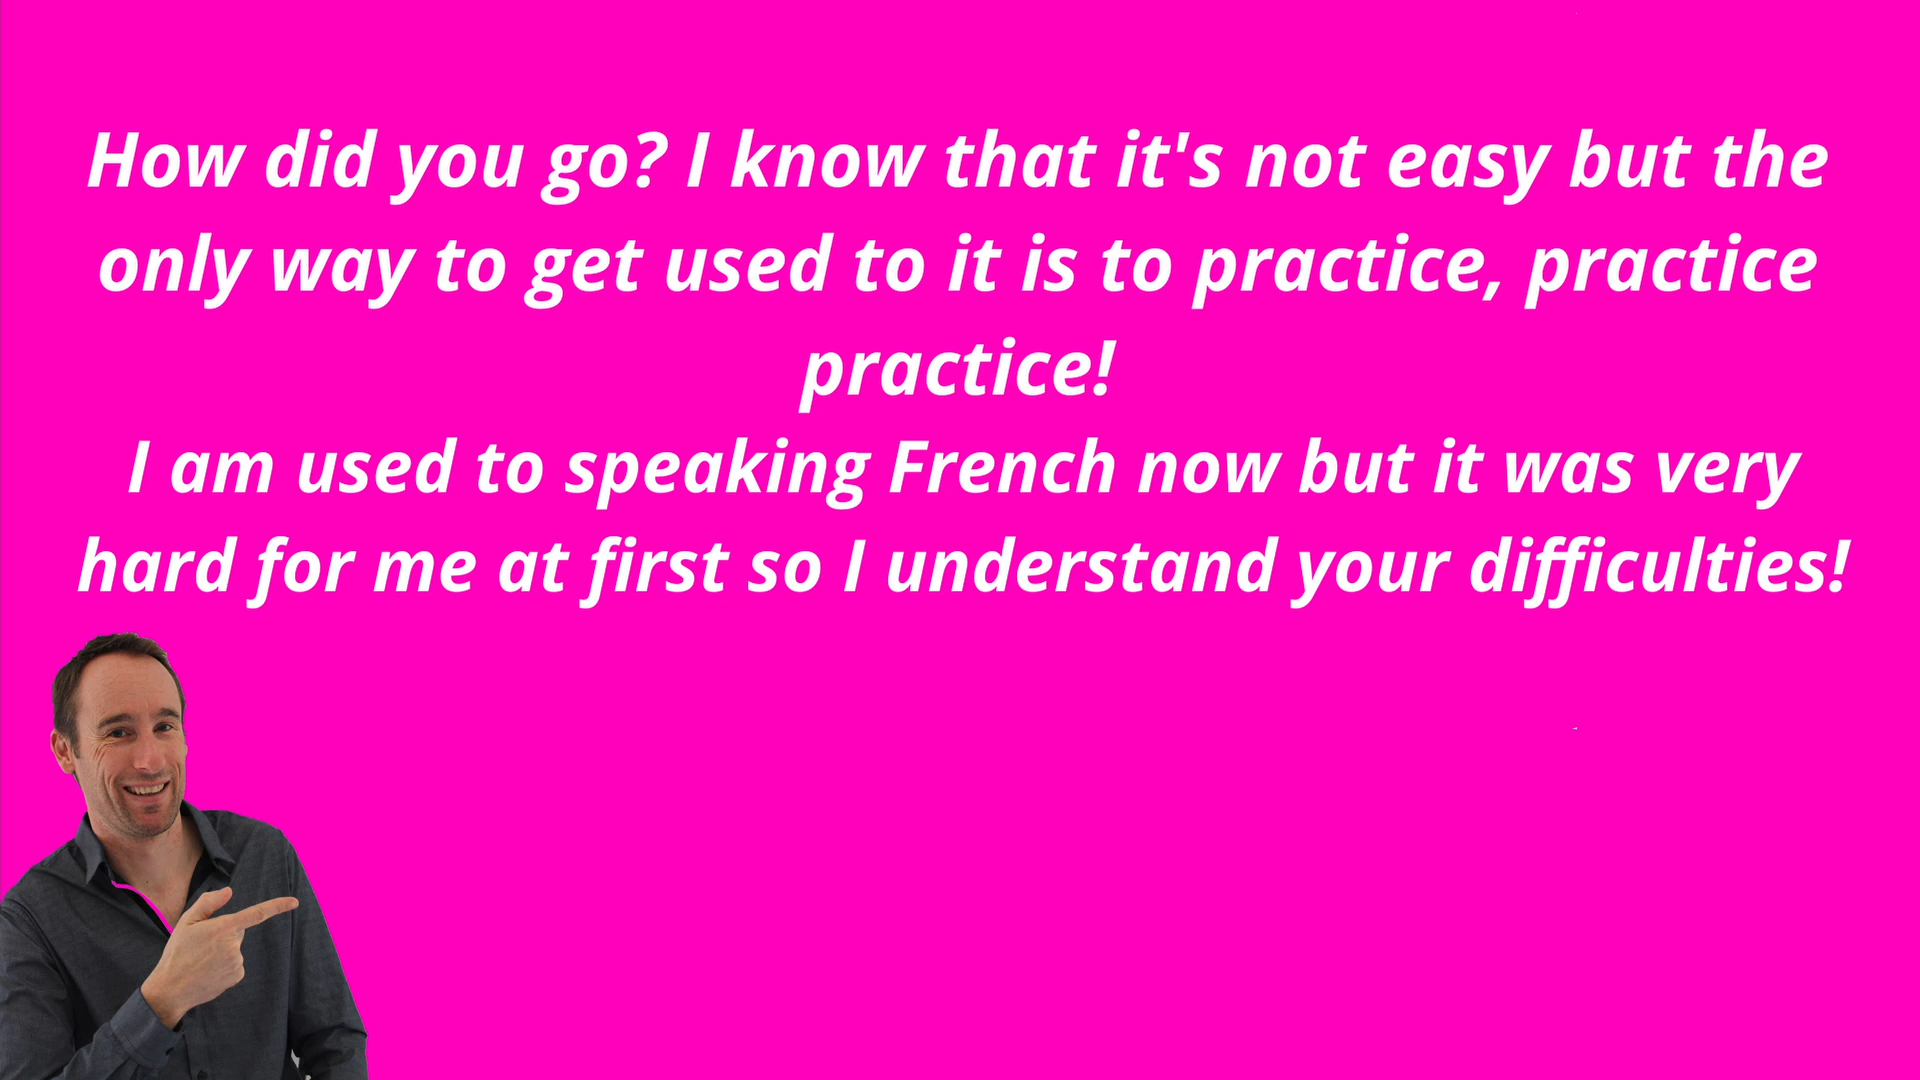 How did you go? I know that it's not easy but the
only way to get used to it is to practice, practice
practice!
I am used to speaking French now but it was very
hard for me at first so I understand your difficulties!